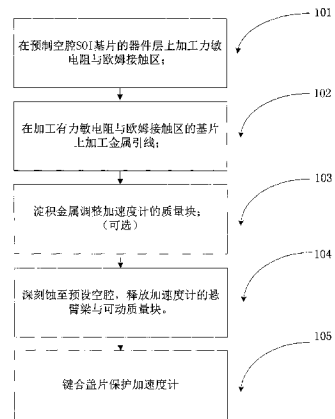 101
在预制空腔SOI基片的器件层上加工力敏
电阻与欧姆接触区；
102
在加工有力敏电阻与欧姆接触区的基片
上加工金属引线；
103
淀积金属调整加速度计的质量块；
（可选）
104
深刻蚀至预设空腔，释放加速度计的悬
臂梁与可动质量块。
105
键合盖片保护加速度计